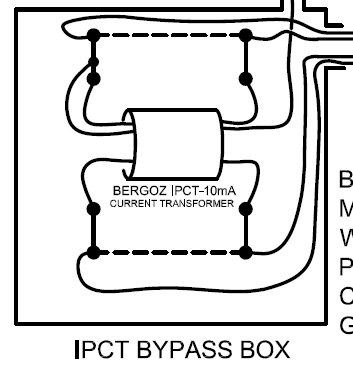 BERGOZ IPCT-10mA
CURRENT TRANSFORMER
B
M
W
P
C
G
IPCT BYPASS BOX